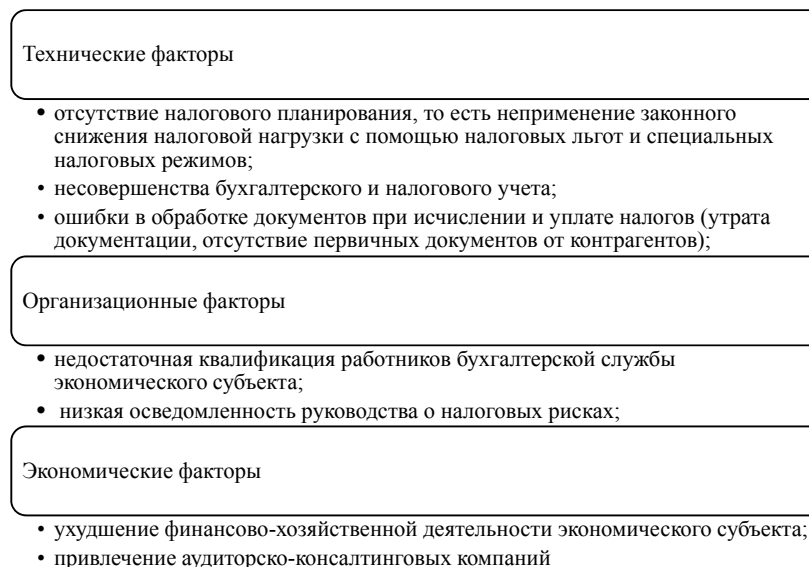 Технические факторы
• отсутствие налогового планирования, то есть неприменение законного
снижения налоговой нагрузки с помощью налоговых льгот и специальных
налоговых режимов;
• несовершенства бухгалтерского и налогового учета;
• ошибки в обработке документов при исчислении и уплате налогов (утрата
документации, отсутствие первичных документов от контрагентов);
Организационные факторы
• недостаточная квалификация работников бухгалтерской службы
экономического субъекта;
• низкая осведомленность руководства о налоговых рисках;
Экономические факторы
• ухудшение финансово-хозяйственной деятельности экономического субъекта;
• привлечение аудиторско-консалтинговых компаний